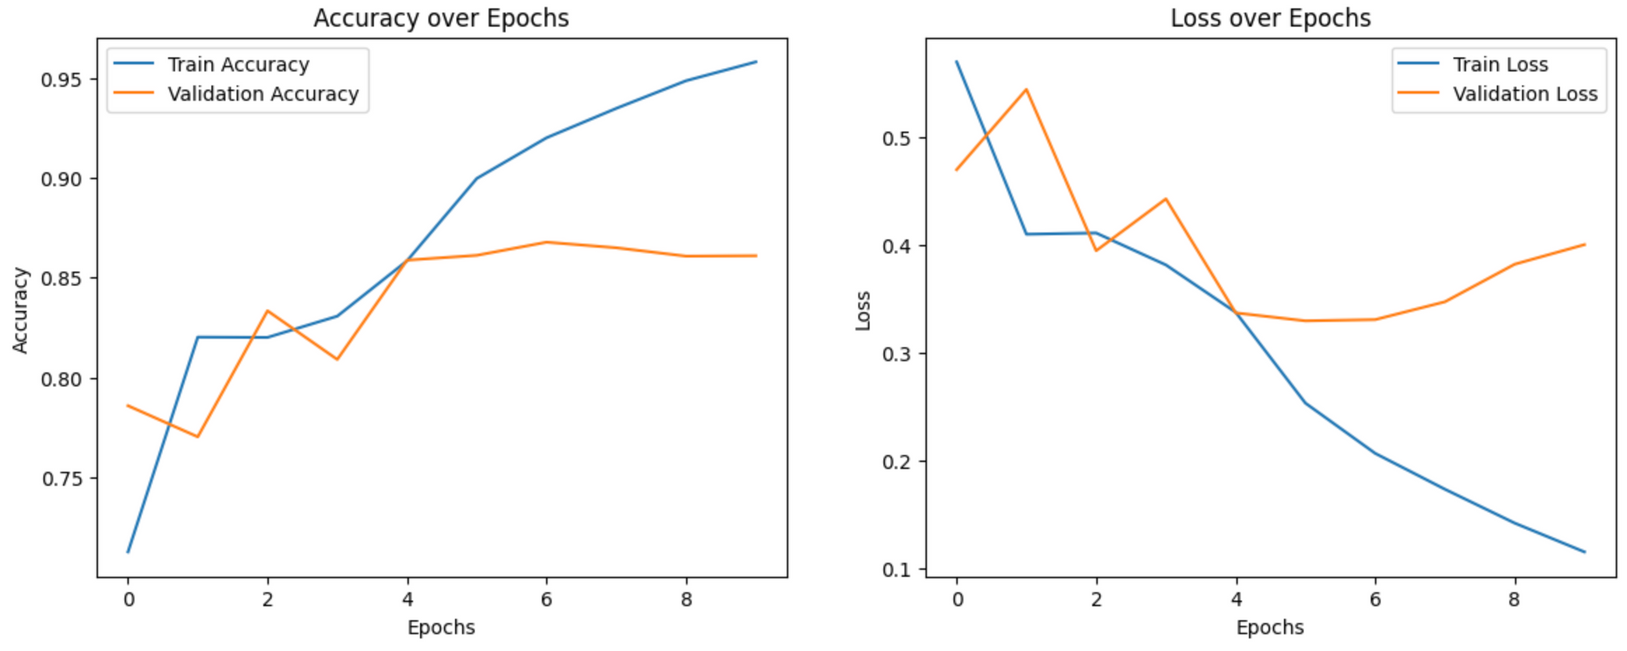 Accuracy over Epochs
Train Accuracy
Validation Accuracy
Accuracy
0.95
0.90
0.85
0.80
0.75
0 2 4 6 8
Epochs
Loss over Epochs
Train Loss
Validation Loss
Loss
0.5
0.4
0.3
0.2
0.1
0 2 4 6 8
Epochs